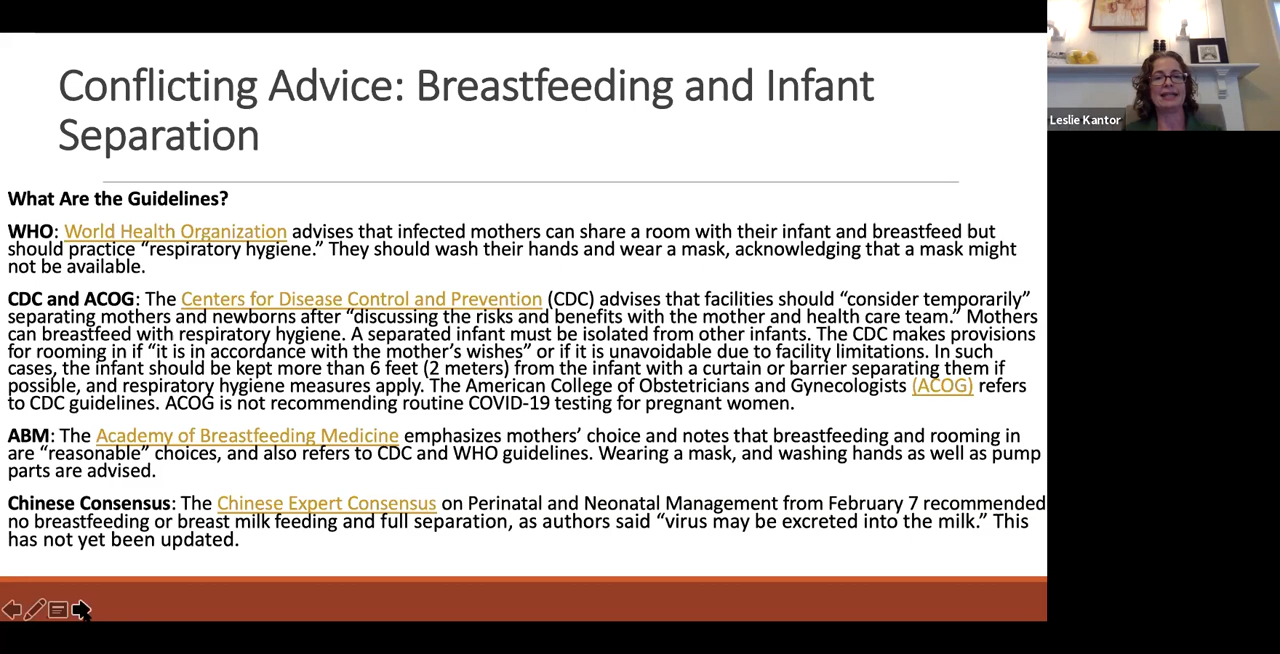 Conflicting Advice: Breastfeeding and Infant
Separation
Leslie Kantor
What Are the Guidelines?
WHO: World Health Organization advises that infected mothers can share a room with their infant and breastfeed but
should practice “respiratory hygiene.” They should wash their hands and wear a mask, acknowledging that a mask might
not be available.
CDC and ACOG: The Centers for Disease Control and Prevention (CDC) advises that facilities should “consider temporarily”
separating mothers and newborns after “discussing the risks and benefits with the mother and health care team.” Mothers
can breastfeed with respiratory hygiene. A separated infant must be isolated from other infants. The CDC makes provisions
for rooming in if “it is in accordance with the mother’s wishes” or if it is unavoidable due to facility limitations. In such
cases, the infant should be kept more than 6 feet (2 meters) from the infant with a curtain or barrier separating them if
possible, and respiratory hygiene measures apply. The American College of Obstetricians and Gynecologists (ACOG) refers
to CDC guidelines. ACOG is not recommending routine COVID-19 testing for pregnant women.
ABM: The Academy of Breastfeeding Medicine emphasizes mothers’ choice and notes that breastfeeding and rooming in
are “reasonable” choices, and also refers to CDC and WHO guidelines. Wearing a mask, and washing hands as well as pump
parts are advised.
Chinese Consensus: The Chinese Expert Consensus on Perinatal and Neonatal Management from February 7 recommended
no breastfeeding or breast milk feeding and full separation, as authors said “virus may be excreted into the milk.” This
has not yet been updated.